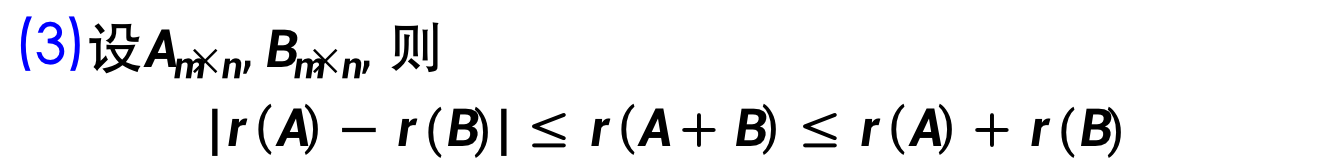 (3)设A_{m×n}, B_{m×n}, 则
|r(A) − r(B)| ≤ r(A+B) ≤ r(A) + r(B)